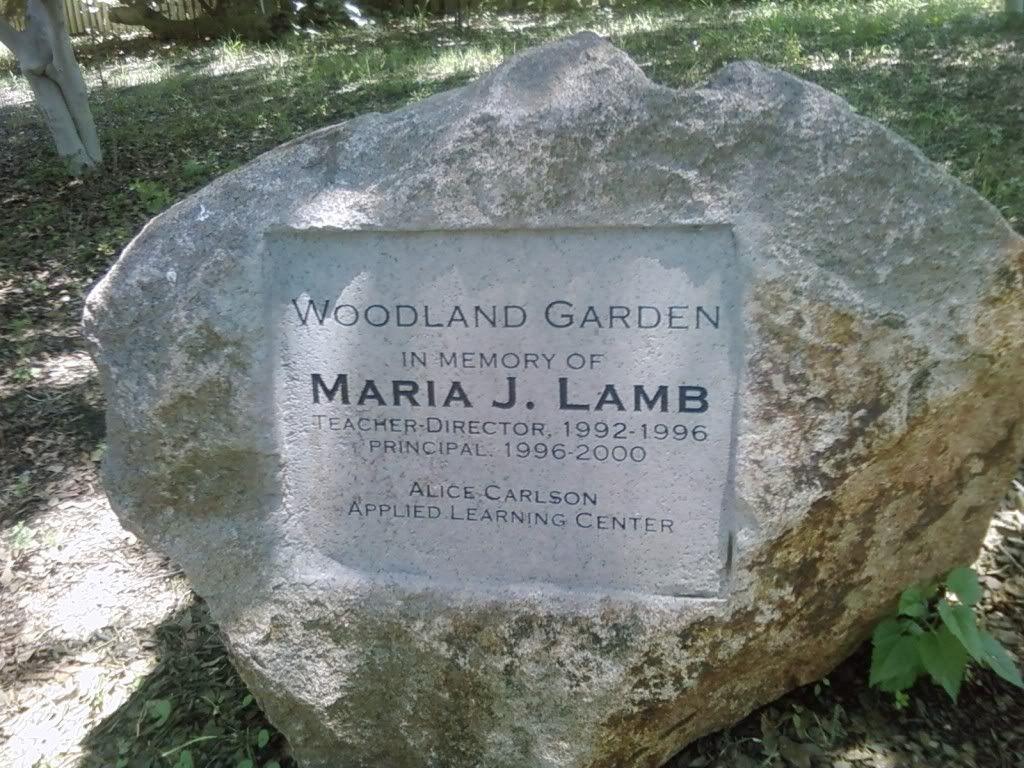 WOODLAND GARDEN
IN MEMORY OF
MARIA J. LAMB
TEACHER-DIRECTOR, 1992-1996
PRINCIPAL, 1996-2000
ALICE CARLSON
APPLIED LEARNING CENTER